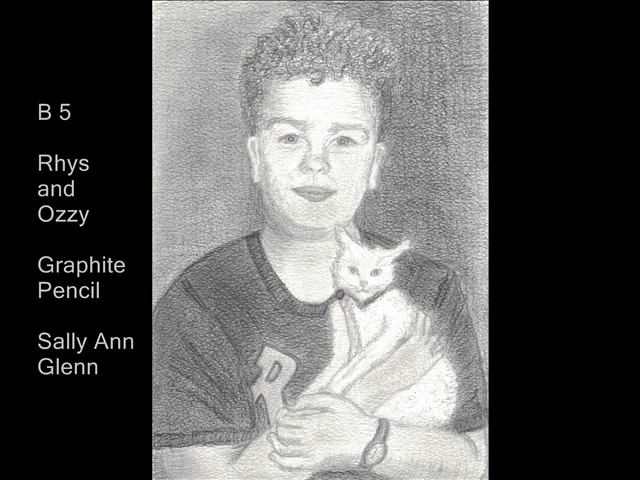 B 5
Rhys
and
Ozzy
Graphite
Pencil
Sally Ann
Glenn
R